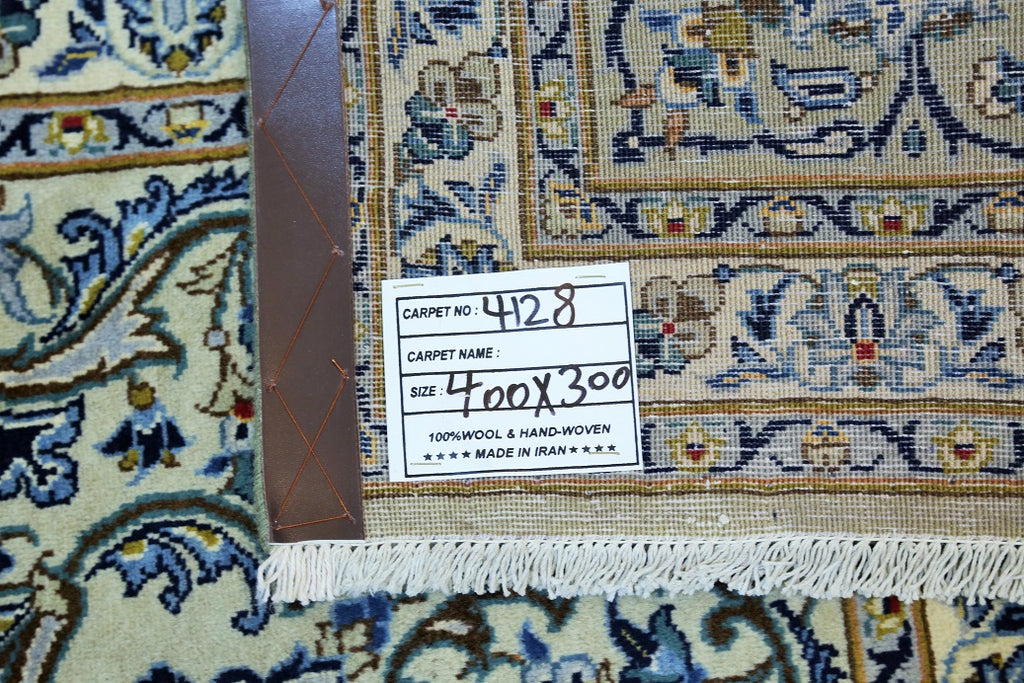 CARPET NO : 4128
CARPET NAME :
SIZE : 400X300
100%WOOL & HAND-WOVEN
★★★★ MADE IN IRAN ★★★★